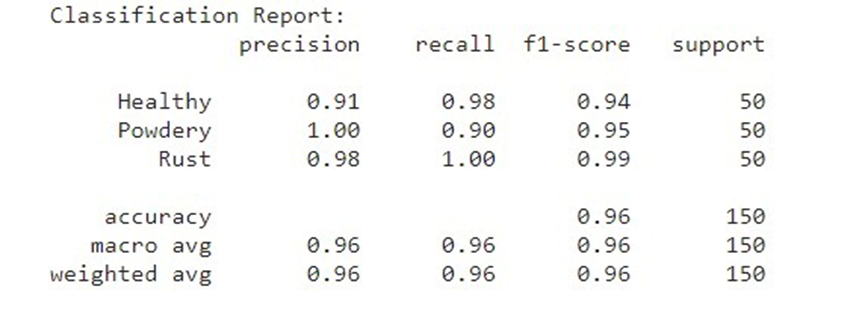 Classification Report:
precision recall f1-score support
Healthy 0.91 0.98 0.94 50
Powdery 1.00 0.90 0.95 50
Rust 0.98 1.00 0.99 50
accuracy 0.96 150
macro avg 0.96 0.96 0.96 150
weighted avg 0.96 0.96 0.96 150